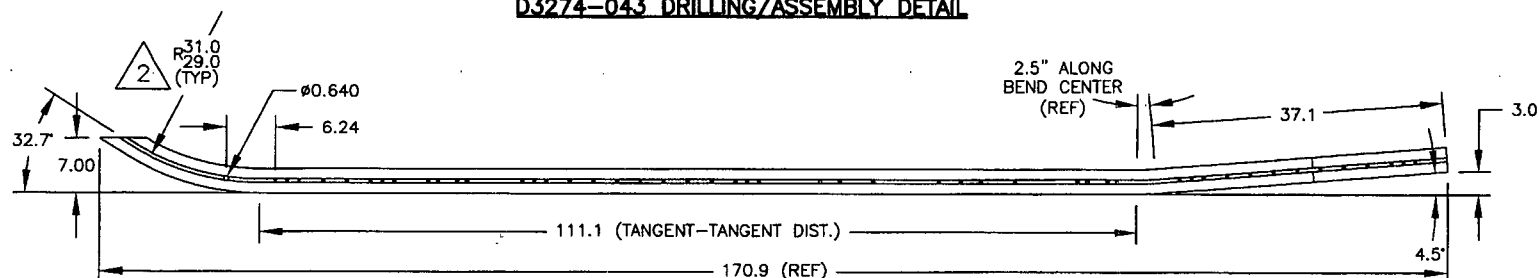 D3274-043 DRILLING/ASSEMBLY DETAIL
2
R31.0
29.0
(TYP)
ø0.640
6.24
32.7°
7.00
2.5" ALONG
BEND CENTER
(REF)
37.1
3.0
111.1 (TANGENT-TANGENT DIST.)
4.5°
170.9 (REF)